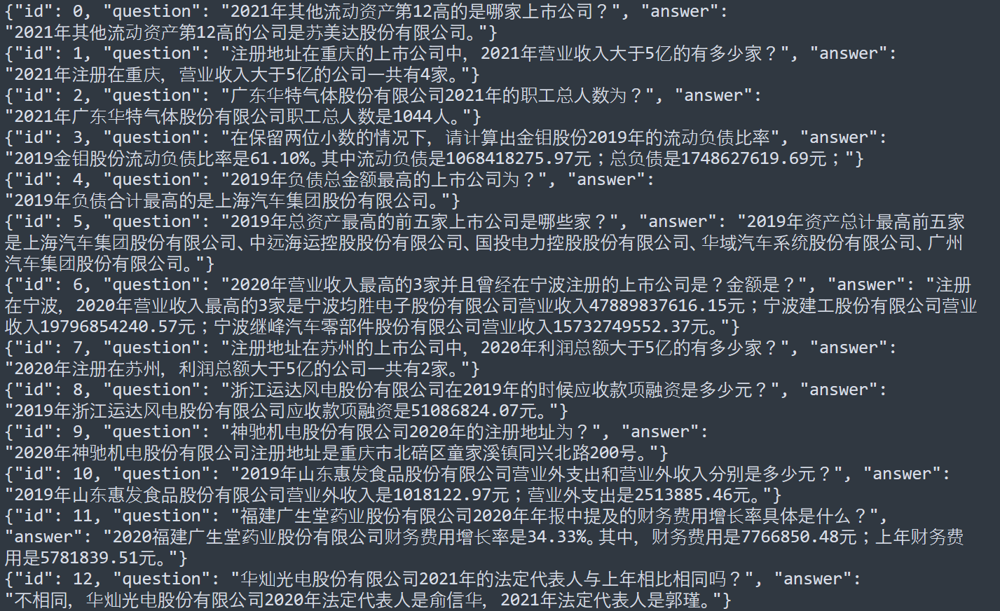 {"id": 0, "question": "2021年其他流动资产第12高的是哪家上市公司？", "answer":
"2021年其他流动资产第12高的公司是苏美达股份有限公司。"}
{"id": 1, "question": "注册地址在重庆的上市公司中，2021年营业收入大于5亿的有多少家？", "answer":
"2021年注册在重庆，营业收入大于5亿的公司一共有4家。"}
{"id": 2, "question": "广东华特气体股份有限公司2021年的职工总人数为？", "answer":
"2021年广东华特气体股份有限公司职工总人数是1044人。"}
{"id": 3, "question": "在保留两位小数的情况下，请计算出金钼股份2019年的流动负债比率", "answer":
"2019金钼股份流动负债比率是61.10%。其中流动负债是1068418275.97元；总负债是1748627619.69元；"}
{"id": 4, "question": "2019年负债总金额最高的上市公司为？", "answer":
"2019年负债合计最高的是上海汽车集团股份有限公司。"}
{"id": 5, "question": "2019年总资产最高的前五家上市公司是哪些家？", "answer": "2019年资产总计最高前五家
是上海汽车集团股份有限公司、中远海运控股股份有限公司、国投电力控股股份有限公司、华域汽车系统股份有限公司、广州
汽车集团股份有限公司。"}
{"id": 6, "question": "2020年营业收入最高的3家并且曾经在宁波注册的上市公司是？金额是？", "answer": "注册
在宁波，2020年营业收入最高的3家是宁波均胜电子股份有限公司营业收入47889837616.15元；宁波建工股份有限公司营业
收入19796854240.57元；宁波继峰汽车零部件股份有限公司营业收入15732749552.37元。"}
{"id": 7, "question": "注册地址在苏州的上市公司中，2020年利润总额大于5亿的有多少家？", "answer":
"2020年注册在苏州，利润总额大于5亿的公司一共有2家。"}
{"id": 8, "question": "浙江运达风电股份有限公司在2019年的时候应收款项融资是多少元？", "answer":
"2019年浙江运达风电股份有限公司应收款项融资是51086824.07元。"}
{"id": 9, "question": "神驰机电股份有限公司2020年的注册地址为？", "answer":
"2020年神驰机电股份有限公司注册地址是重庆市北碚区童家溪镇同兴北路200号。"}
{"id": 10, "question": "2019年山东惠发食品股份有限公司营业外支出和营业外收入分别是多少元？", "answer":
"2019年山东惠发食品股份有限公司营业外收入是1018122.97元；营业外支出是2513885.46元。"}
{"id": 11, "question": "福建广生堂药业股份有限公司2020年年报中提及的财务费用增长率具体是什么？",
"answer": "2020福建广生堂药业股份有限公司财务费用增长率是34.33%。其中，财务费用是7766850.48元；上年财务费
用是5781839.51元。"}
{"id": 12, "question": "华灿光电股份有限公司2021年的法定代表人与上年相比相同吗？", "answer":
"不相同，华灿光电股份有限公司2020年法定代表人是俞信华，2021年法定代表人是郭瑾。"}